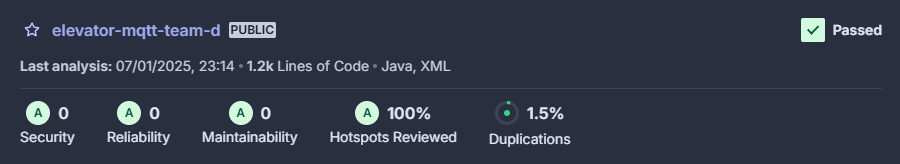 elevator-mqtt-team-d PUBLIC Passed
Last analysis: 07/01/2025, 23:14 • 1.2k Lines of Code • Java, XML
A 0 A 0 A 0 A 100% 1.5%
Security Reliability Maintainability Hotspots Reviewed Duplications